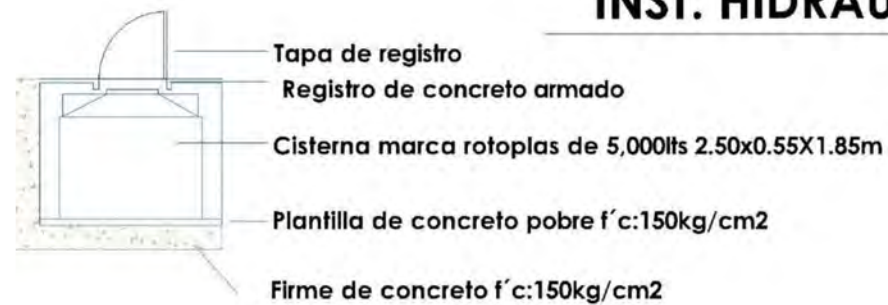 INST. HIDRAU
Tapa de registro
Registro de concreto armado
Cisterna marca rotoplas de 5,000lts 2.50x0.55X1.85m
Plantilla de concreto pobre f´c:150kg/cm2
Firme de concreto f´c:150kg/cm2